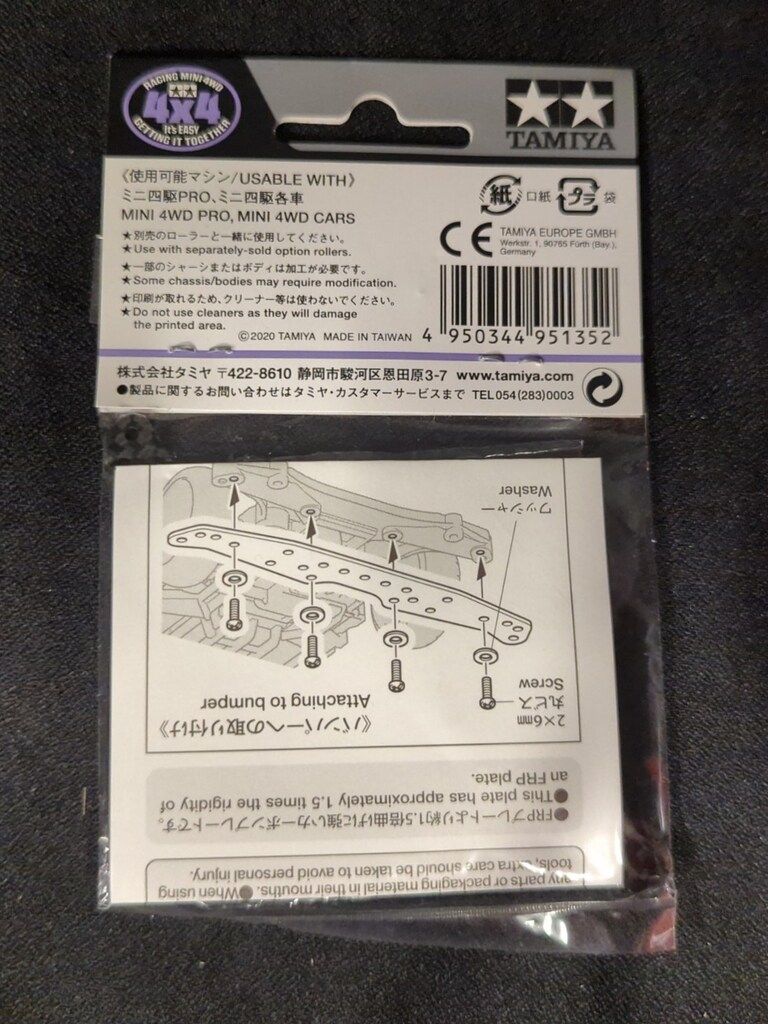 RACING MINI 4WD
4x4
It's EASY
GETTING IT TOGETHER
TAMIYA
《使用可能マシン/USABLE WITH》
ミニ四駆PRO、ミニ四駆各車
MINI 4WD PRO, MINI 4WD CARS
★別売のローラーと一緒に使用してください。
★Use with separately-sold option rollers.
★一部のシャーシまたはボディは加工が必要です。
★Some chassis/bodies may require modification.
★印刷が取れるため、クリーナー等は使わないでください。
★Do not use cleaners as they will damage
the printed area.
©2020 TAMIYA MADE IN TAIWAN
紙 口紙 プラ 袋
CE
TAMIYA EUROPE GMBH
Werkstr. 1, 90765 Fürth (Bay.),
Germany
4 950344 951352
株式会社タミヤ 〒422-8610 静岡市駿河区恩田原3-7 www.tamiya.com
●製品に関するお問い合わせはタミヤ・カスタマーサービスまで TEL054(283)0003
any parts or packaging material in their mouths. ●When using
tools, extra care should be taken to avoid personal injury.
●FRPプレートより約1.5倍曲げに強いカーボンプレートです。
●This plate has approximately 1.5 times the rigidity of
an FRP plate.
《バンパーへの取り付け》
Attaching to bumper
2×6mm
丸ビス
Screw
ワッシャー
Washer